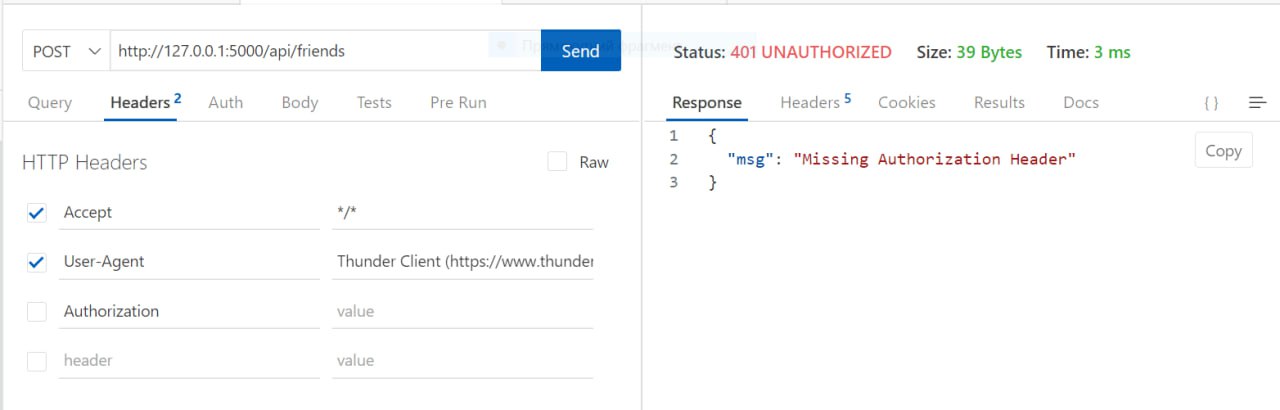 POST
http://127.0.0.1:5000/api/friends
Send
Query
Headers 2
Auth
Body
Tests
Pre Run
HTTP Headers
Raw
Accept
*/*
User-Agent
Thunder Client (https://www.thunder
Authorization
value
header
value
Status: 401 UNAUTHORIZED
Size: 39 Bytes
Time: 3 ms
Response
Headers 5
Cookies
Results
Docs
{ }
1 {
2 "msg": "Missing Authorization Header"
3 }
Copy